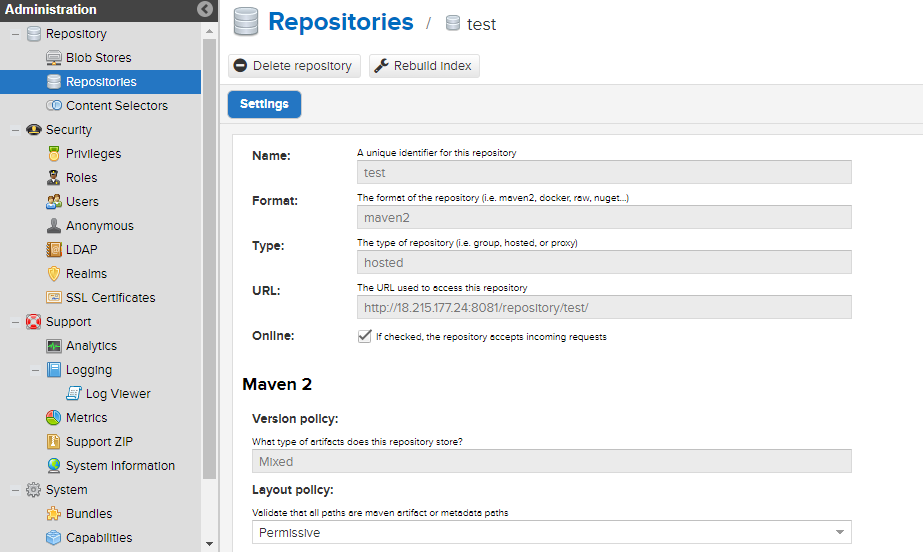 Administration
Repository
Blob Stores
Repositories
Content Selectors
Security
Privileges
Roles
Users
Anonymous
LDAP
Realms
SSL Certificates
Support
Analytics
Logging
Log Viewer
Metrics
Support ZIP
System Information
System
Bundles
Capabilities
Repositories / test
Delete repository Rebuild index
Settings
Name: A unique identifier for this repository
test
Format: The format of the repository (i.e. maven2, docker, raw, nuget...)
maven2
Type: The type of repository (i.e. group, hosted, or proxy)
hosted
URL: The URL used to access this repository
http://18.215.177.24:8081/repository/test/
Online: If checked, the repository accepts incoming requests
Maven 2
Version policy:
What type of artifacts does this repository store?
Mixed
Layout policy:
Validate that all paths are maven artifact or metadata paths
Permissive